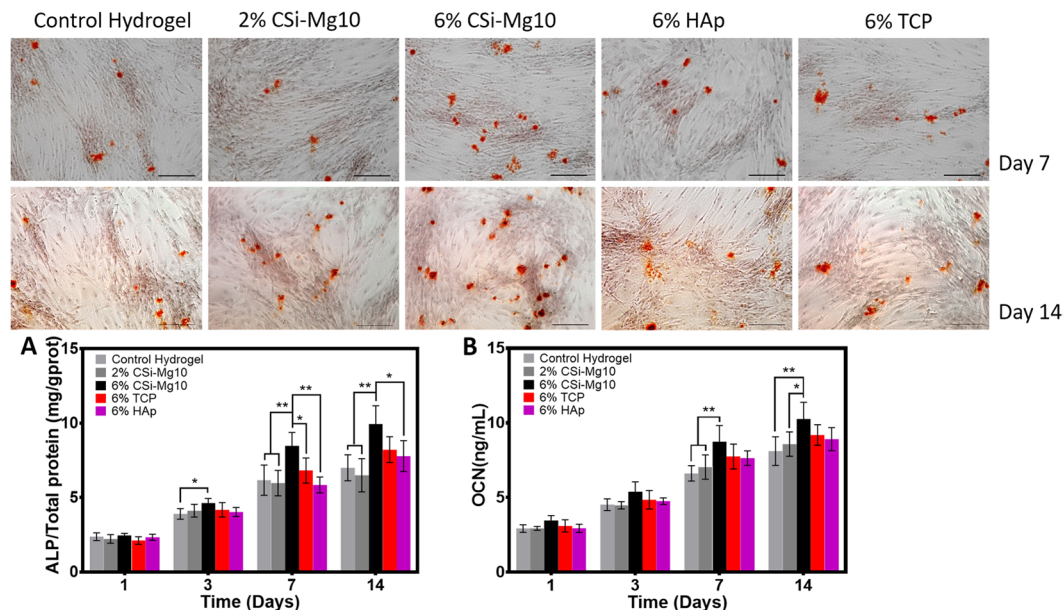 Control Hydrogel 2% CSi-Mg10 6% CSi-Mg10 6% HAp 6% TCP
Day 7
Day 14
A
15
10
5
0
ALP/Total protein (mg/gprot)
Control Hydrogel
2% CSi-Mg10
6% CSi-Mg10
6% TCP
6% HAp
*
**
*
**
**
*
1 3 7 14
Time (Days)
B
15
10
5
0
OCN(ng/mL)
Control Hydrogel
2% CSi-Mg10
6% CSi-Mg10
6% TCP
6% HAp
**
**
*
1 3 7 14
Time (Days)